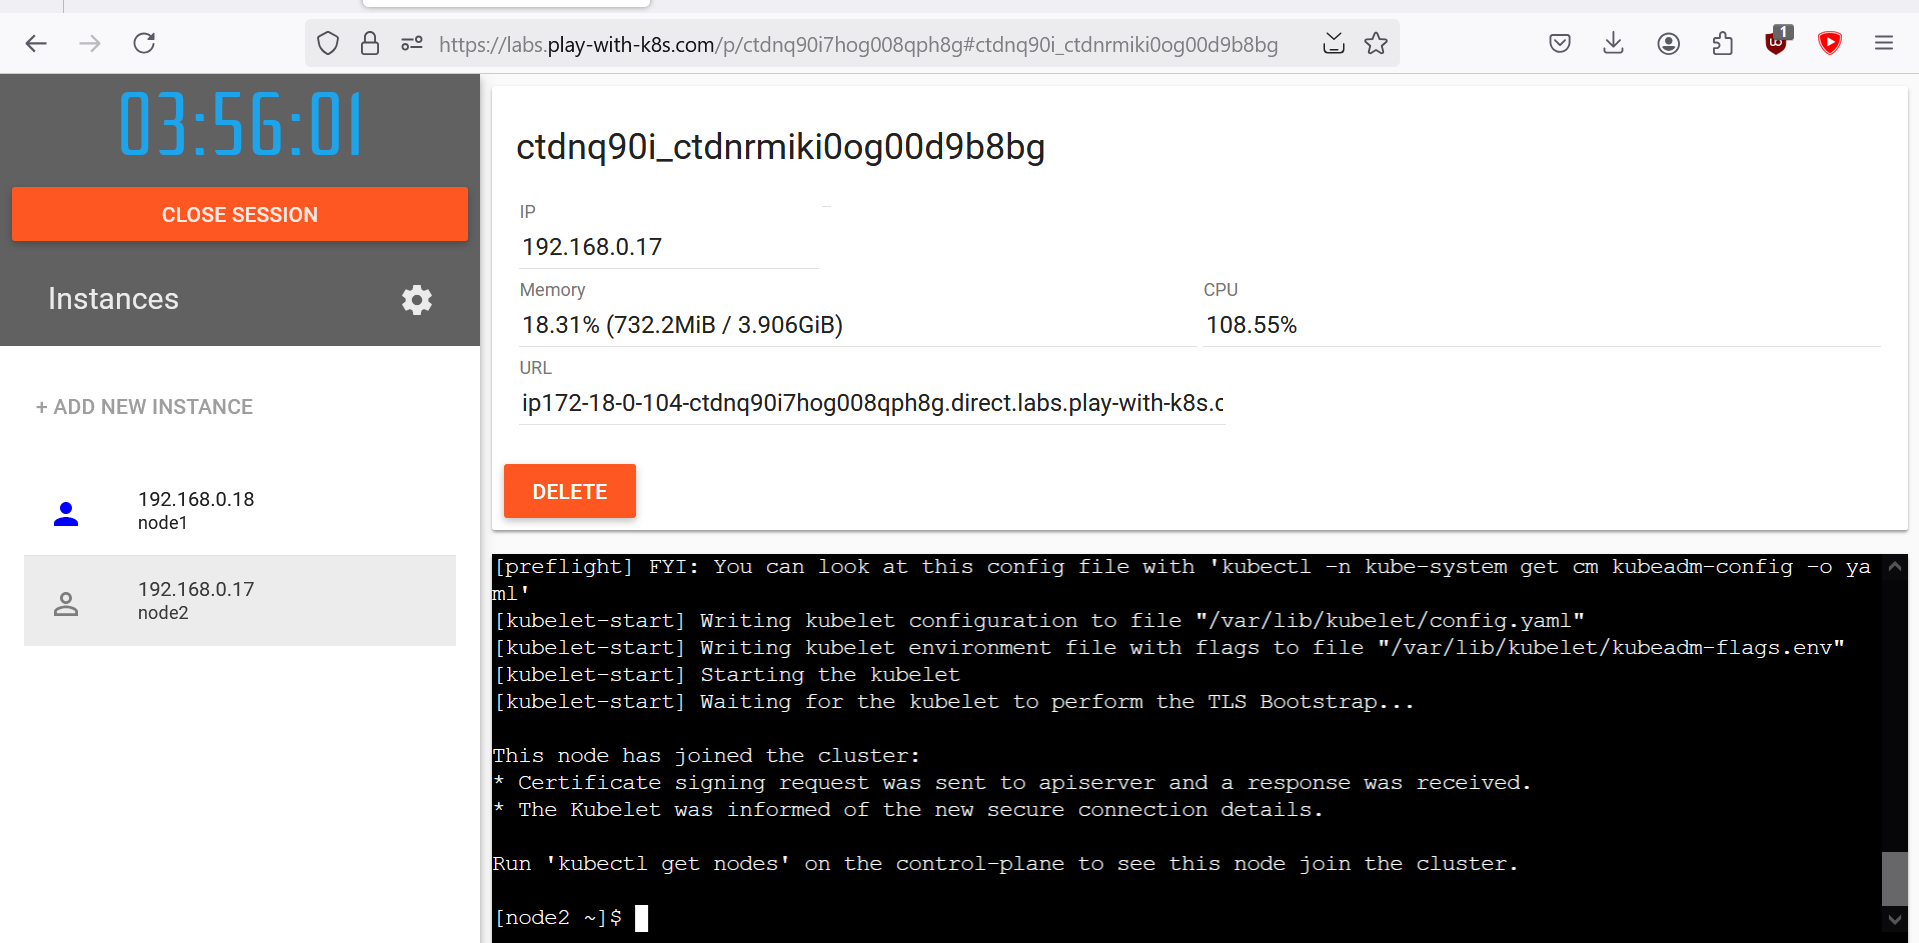 https://labs.play-with-k8s.com/p/ctdnq90i7hog008qph8g#ctdnq90i_ctdnrmiki0og00d9b8bg
1
03:56:01
CLOSE SESSION
Instances
+ ADD NEW INSTANCE
192.168.0.18
node1
192.168.0.17
node2
ctdnq90i_ctdnrmiki0og00d9b8bg
IP
192.168.0.17
Memory
18.31% (732.2MiB / 3.906GiB)
CPU
108.55%
URL
ip172-18-0-104-ctdnq90i7hog008qph8g.direct.labs.play-with-k8s.c
DELETE
[preflight] FYI: You can look at this config file with 'kubectl -n kube-system get cm kubeadm-config -o ya
ml'
[kubelet-start] Writing kubelet configuration to file "/var/lib/kubelet/config.yaml"
[kubelet-start] Writing kubelet environment file with flags to file "/var/lib/kubelet/kubeadm-flags.env"
[kubelet-start] Starting the kubelet
[kubelet-start] Waiting for the kubelet to perform the TLS Bootstrap...
This node has joined the cluster:
* Certificate signing request was sent to apiserver and a response was received.
* The Kubelet was informed of the new secure connection details.
Run 'kubectl get nodes' on the control-plane to see this node join the cluster.
[node2 ~]$